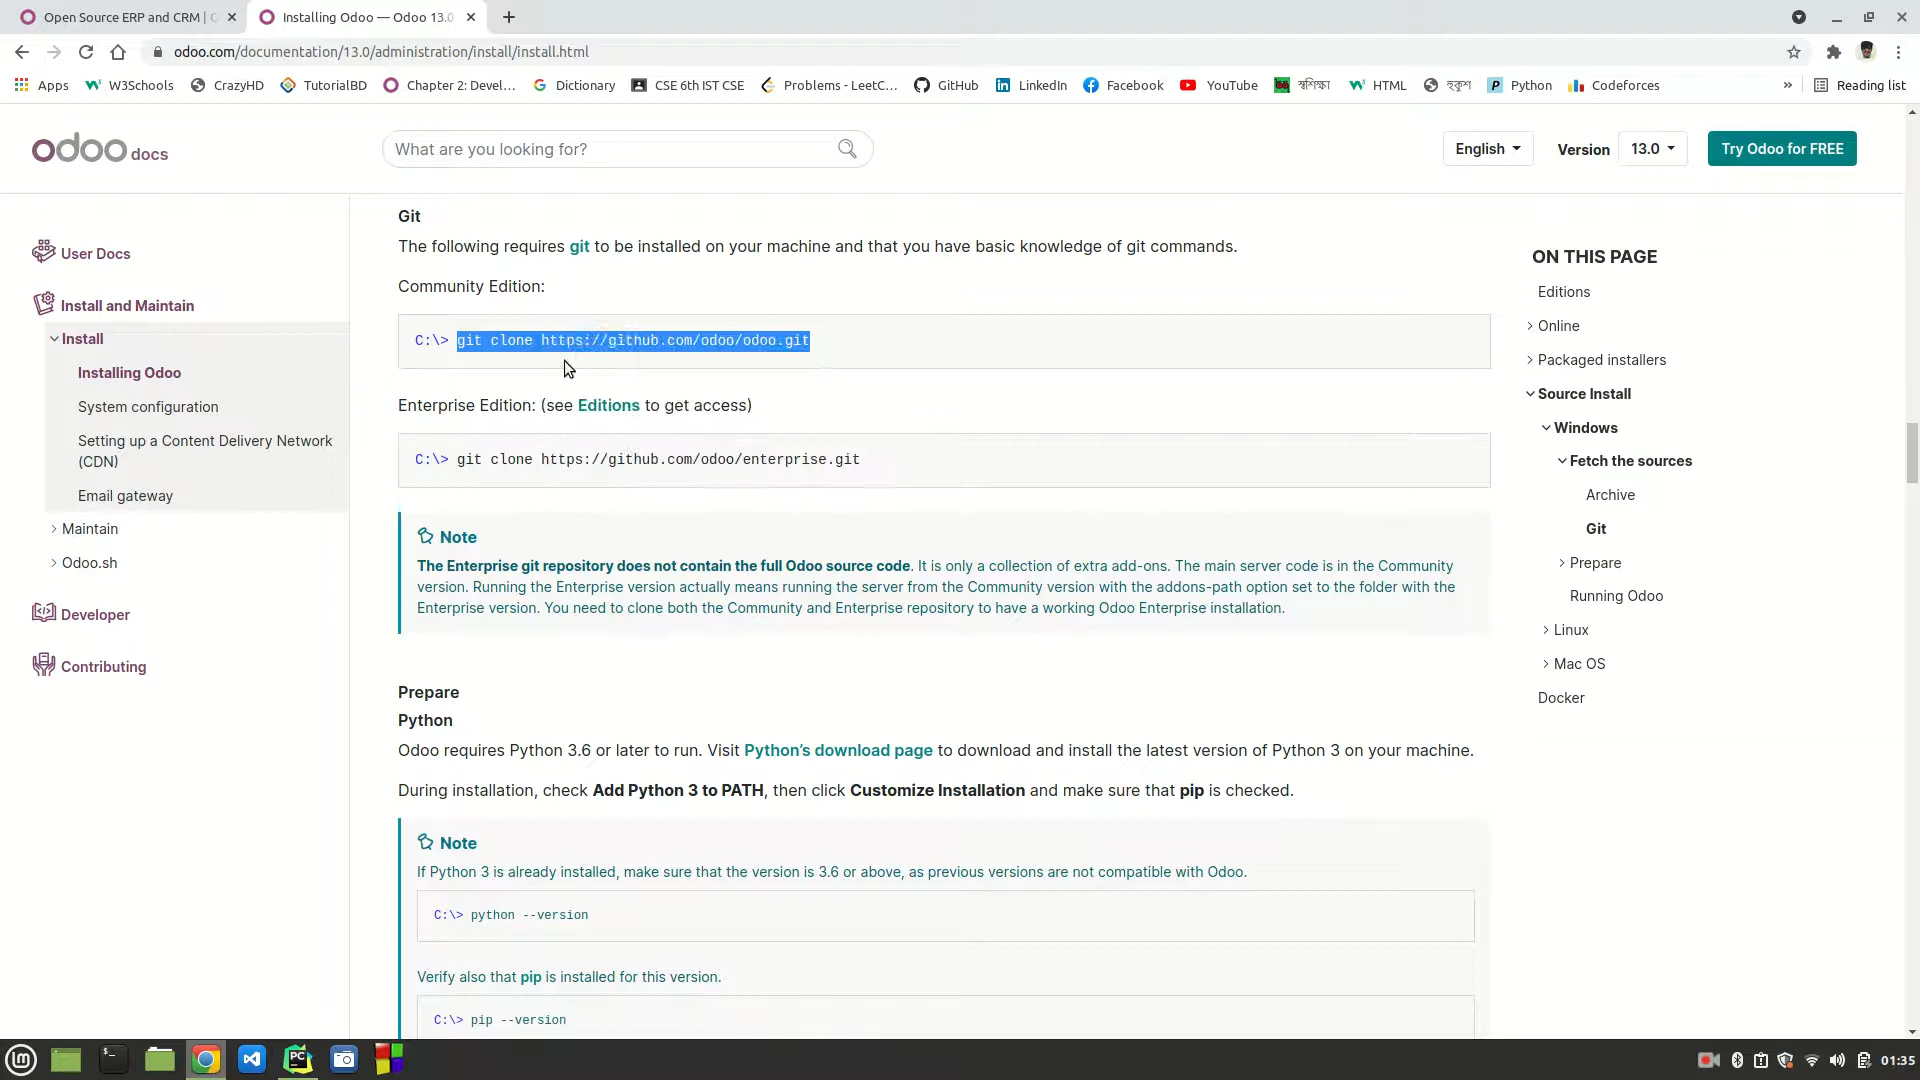 Open Source ERP and CRM |
Installing Odoo — Odoo 13.0
odoo.com/documentation/13.0/administration/install/install.html
Apps
W3Schools
CrazyHD
TutorialBD
Chapter 2: Devel...
Dictionary
CSE 6th IST CSE
Problems - LeetC...
GitHub
LinkedIn
Facebook
YouTube
স্বশিক্ষা
HTML
হুকুশ
Python
Codeforces
»
Reading list
odoo docs
What are you looking for?
English
Version
13.0
Try Odoo for FREE
User Docs
Install and Maintain
Install
Installing Odoo
System configuration
Setting up a Content Delivery Network
(CDN)
Email gateway
Maintain
Odoo.sh
Developer
Contributing
Git
The following requires git to be installed on your machine and that you have basic knowledge of git commands.
Community Edition:
C:\> git clone https://github.com/odoo/odoo.git
Enterprise Edition: (see Editions to get access)
C:\> git clone https://github.com/odoo/enterprise.git
Note
The Enterprise git repository does not contain the full Odoo source code. It is only a collection of extra add-ons. The main server code is in the Community
version. Running the Enterprise version actually means running the server from the Community version with the addons-path option set to the folder with the
Enterprise version. You need to clone both the Community and Enterprise repository to have a working Odoo Enterprise installation.
Prepare
Python
Odoo requires Python 3.6 or later to run. Visit Python’s download page to download and install the latest version of Python 3 on your machine.
During installation, check Add Python 3 to PATH, then click Customize Installation and make sure that pip is checked.
Note
If Python 3 is already installed, make sure that the version is 3.6 or above, as previous versions are not compatible with Odoo.
C:\> python --version
Verify also that pip is installed for this version.
C:\> pip --version
ON THIS PAGE
Editions
Online
Packaged installers
Source Install
Windows
Fetch the sources
Archive
Git
Prepare
Running Odoo
Linux
Mac OS
Docker
01:35